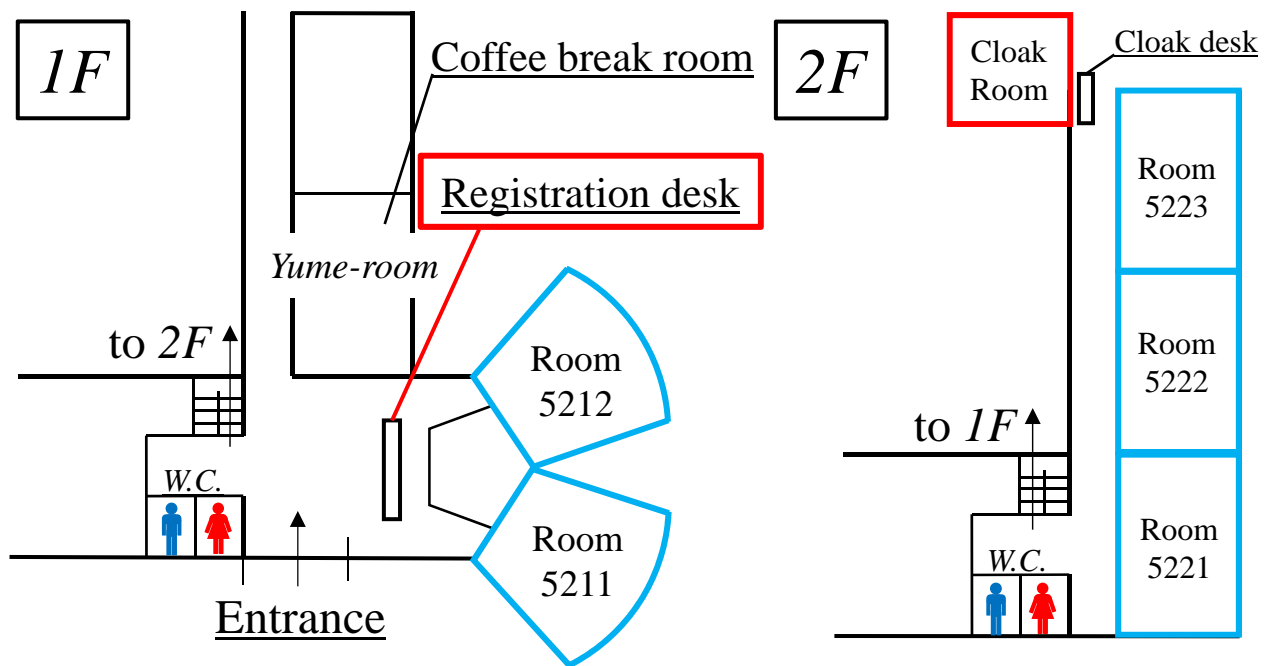 1F
Coffee break room
Registration desk
Yume-room
to 2F
Room
5212
W.C.
Room
5211
Entrance
2F
Cloak
Room
Cloak desk
Room
5223
Room
5222
to 1F
W.C.
Room
5221